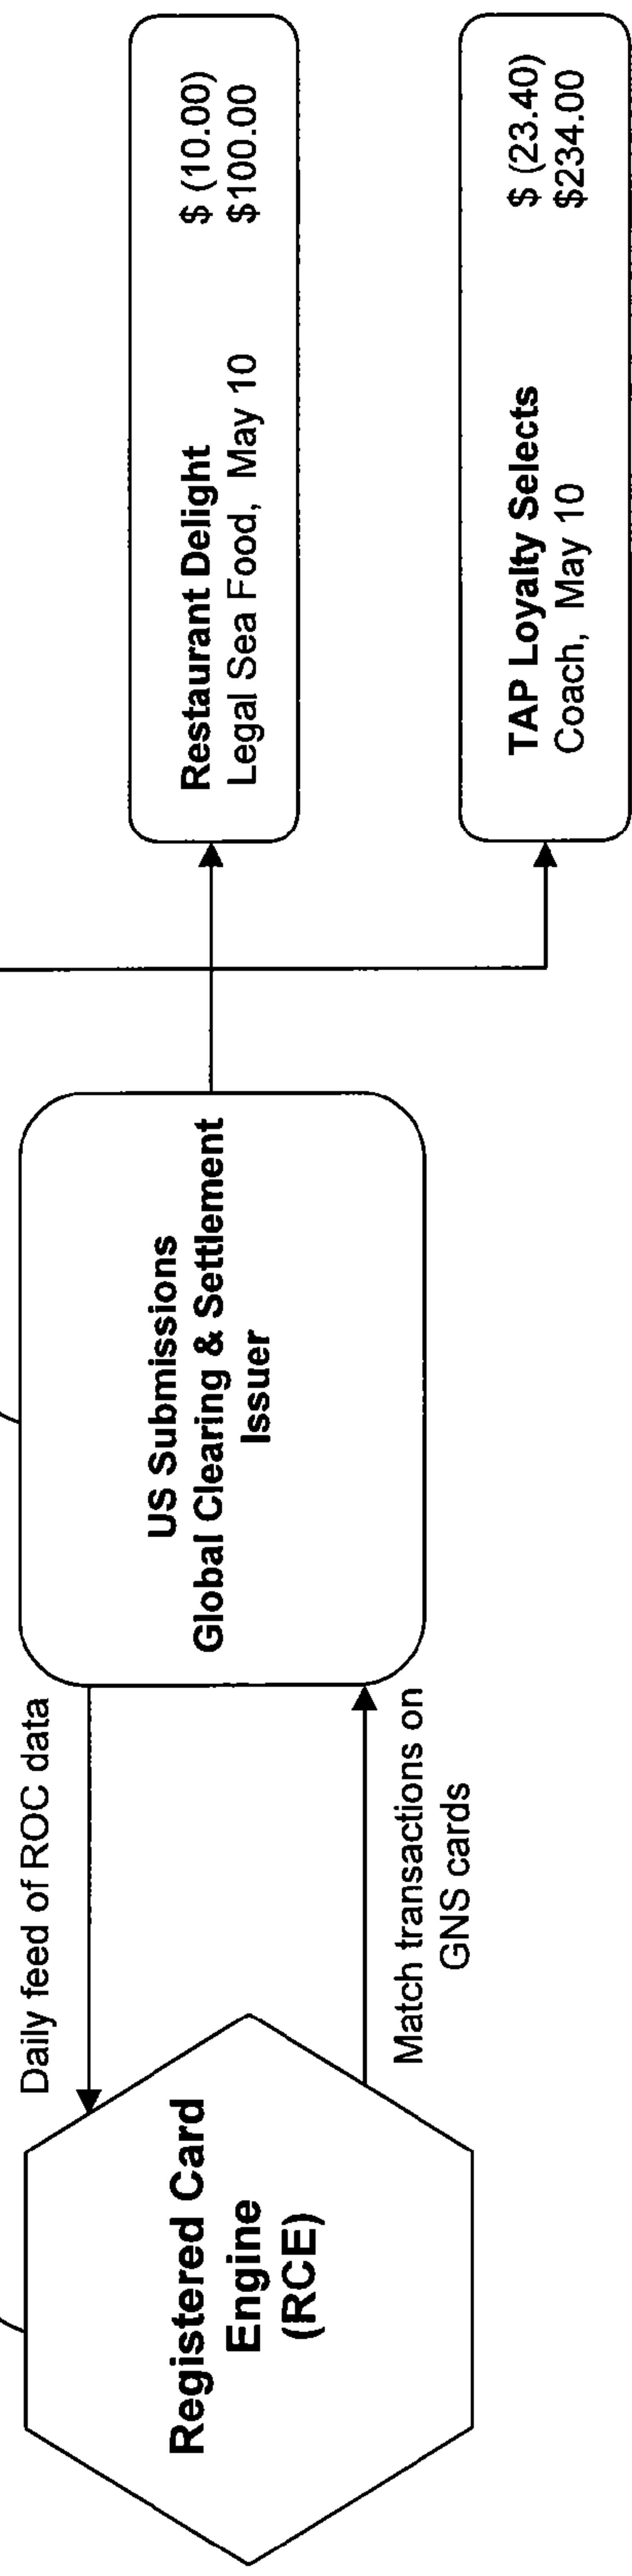 Registered Card
Engine
(RCE)
Daily feed of ROC data
Match transactions on
GNS cards
US Submissions
Global Clearing & Settlement
Issuer
Restaurant Delight $ (10.00)
Legal Sea Food, May 10 $100.00
TAP Loyalty Selects $ (23.40)
Coach, May 10 $234.00